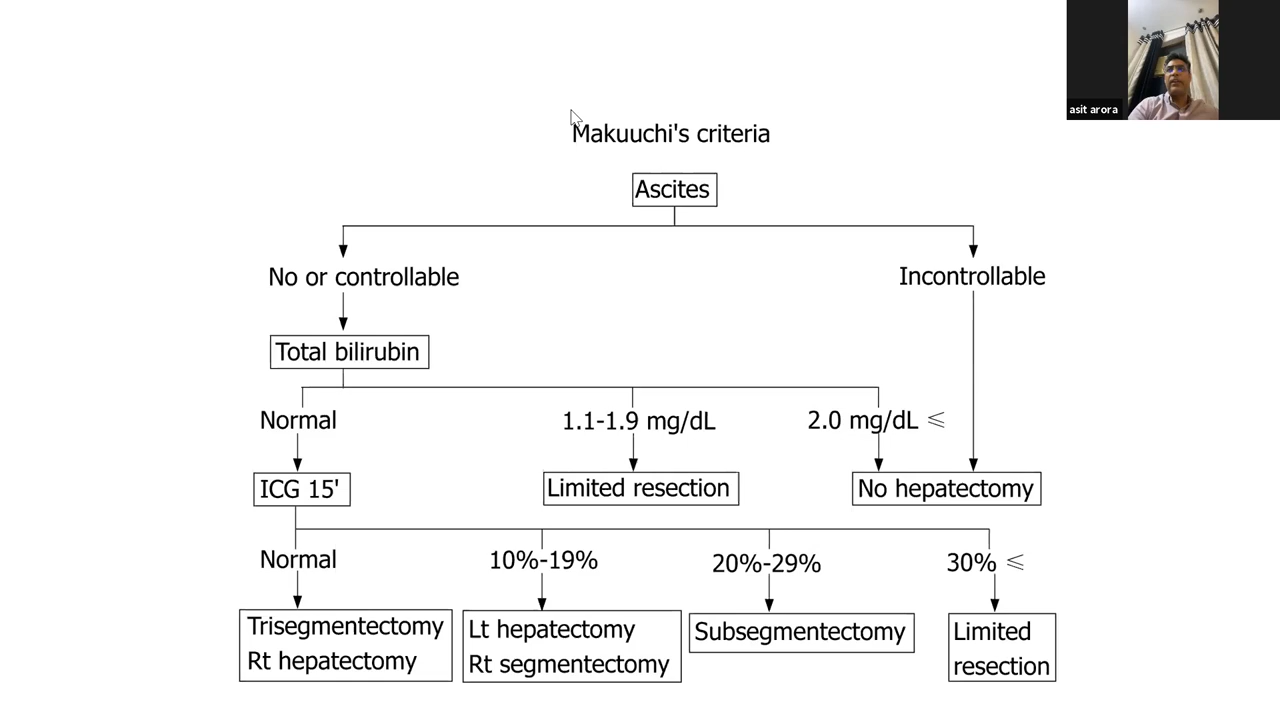 asit arora
Makuuchi's criteria
Ascites
No or controllable
Incontrollable
Total bilirubin
Normal
1.1-1.9 mg/dL
2.0 mg/dL ≤
ICG 15'
Limited resection
No hepatectomy
Normal
10%-19%
20%-29%
30% ≤
Trisegmentectomy
Rt hepatectomy
Lt hepatectomy
Rt segmentectomy
Subsegmentectomy
Limited
resection